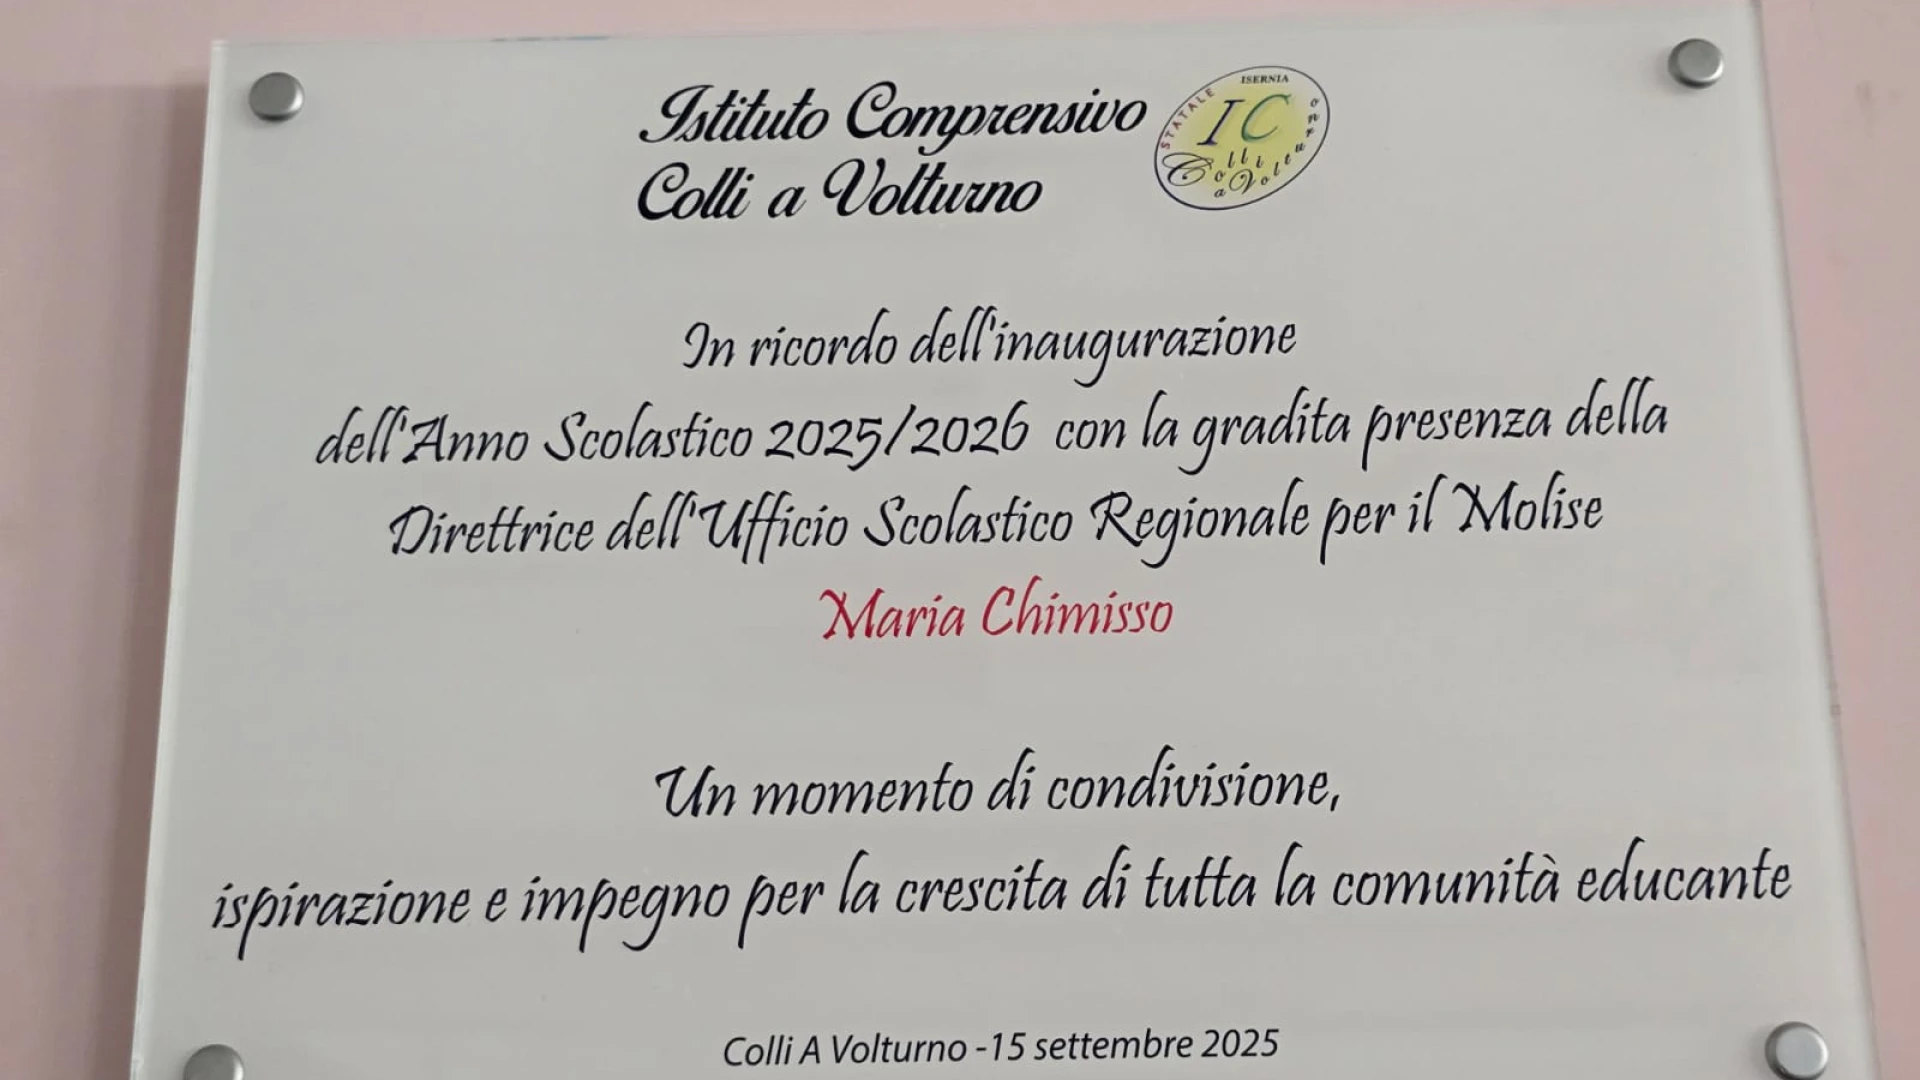 Istituto Comprensivo
Colli a Volturno
ISERNIA
STATALE
IC
Colli
a Volturno
In ricordo dell'inaugurazione
dell'Anno Scolastico 2025/2026 con la gradita presenza della
Direttrice dell'Ufficio Scolastico Regionale per il Molise
Maria Chimisso
Un momento di condivisione,
ispirazione e impegno per la crescita di tutta la comunità educante
Colli A Volturno -15 settembre 2025